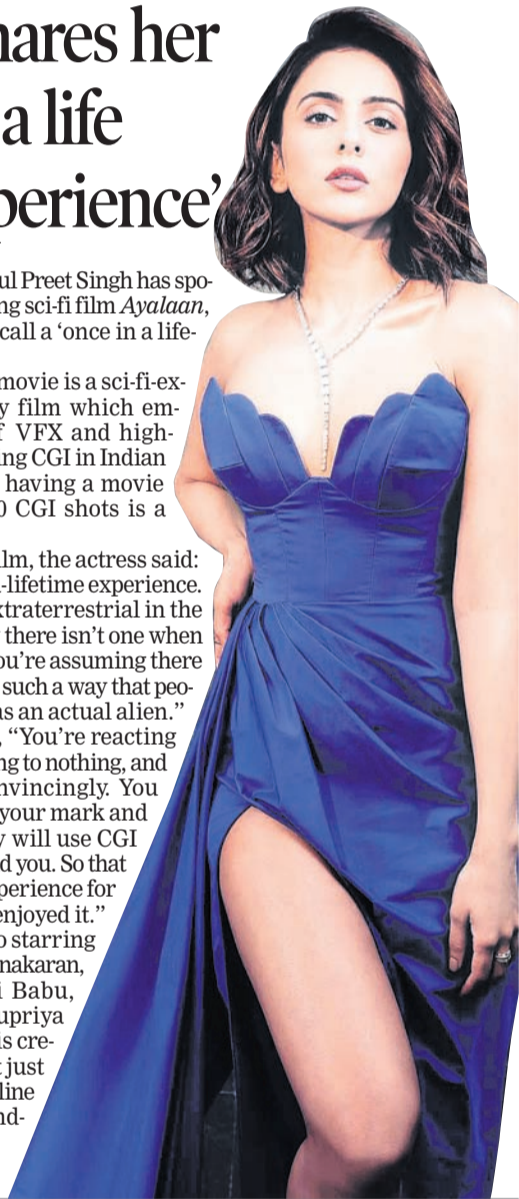 hares her
a life
perience'
ul Preet Singh has spo-
ng sci-fi film Ayalaan,
call a ‘once in a life-
movie is a sci-fi-ex-
y film which em-
f VFX and high-
ing CGI in Indian
having a movie
0 CGI shots is a
ilm, the actress said:
-lifetime experience.
xtraterrestrial in the
there isn’t one when
ou’re assuming there
such a way that peo-
as an actual alien.”
, “You’re reacting
ng to nothing, and
nvincingly. You
your mark and
y will use CGI
d you. So that
perience for
enjoyed it.”
o starring
nakaran,
i Babu,
upriya
is cre-
t just
line
nd-